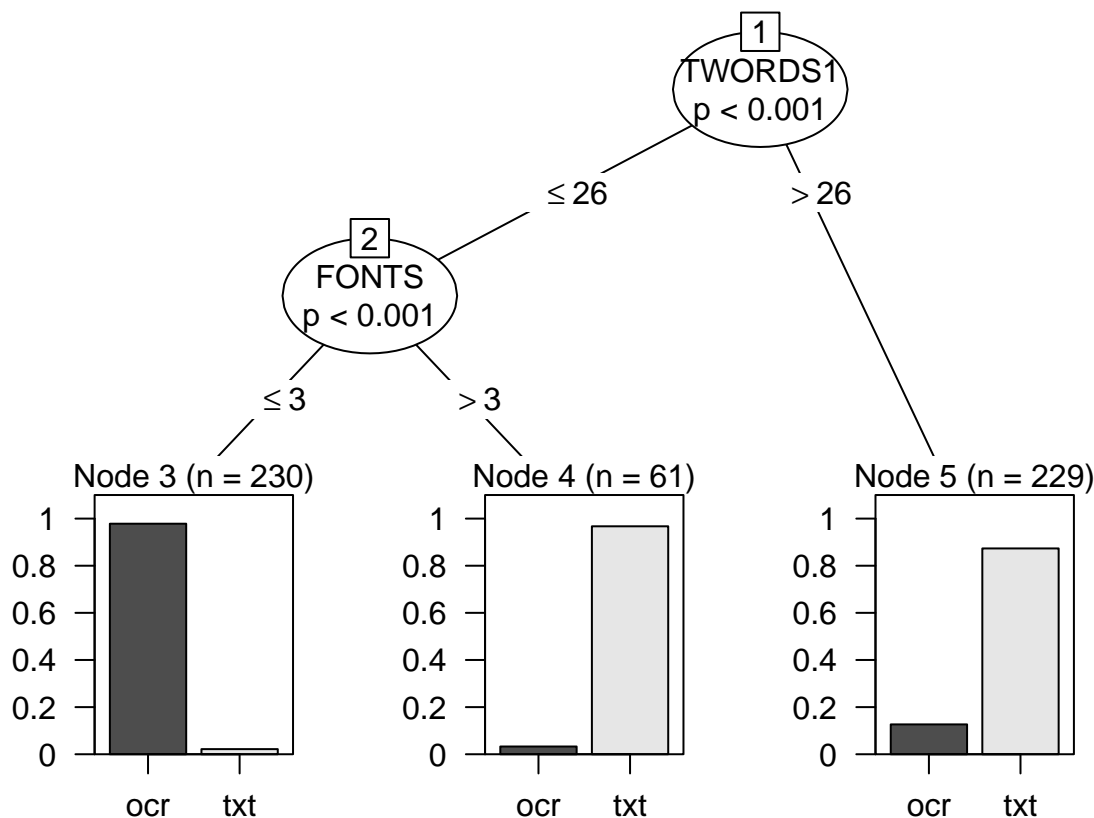 1
TWORDS1
p < 0.001
≤ 26
> 26
2
FONTS
p < 0.001
≤ 3
> 3
Node 3 (n = 230)
1
0.8
0.6
0.4
0.2
0
ocr txt
Node 4 (n = 61)
1
0.8
0.6
0.4
0.2
0
ocr txt
Node 5 (n = 229)
1
0.8
0.6
0.4
0.2
0
ocr txt